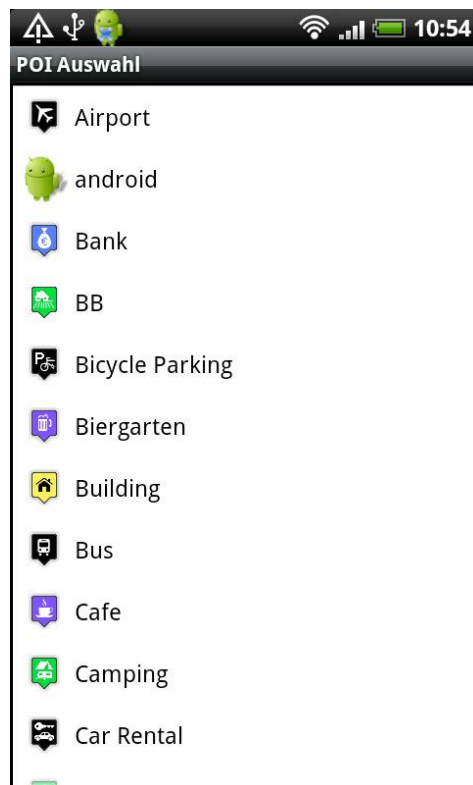 10:54
POI Auswahl
Airport
android
Bank
BB
Bicycle Parking
Biergarten
Building
Bus
Cafe
Camping
Car Rental